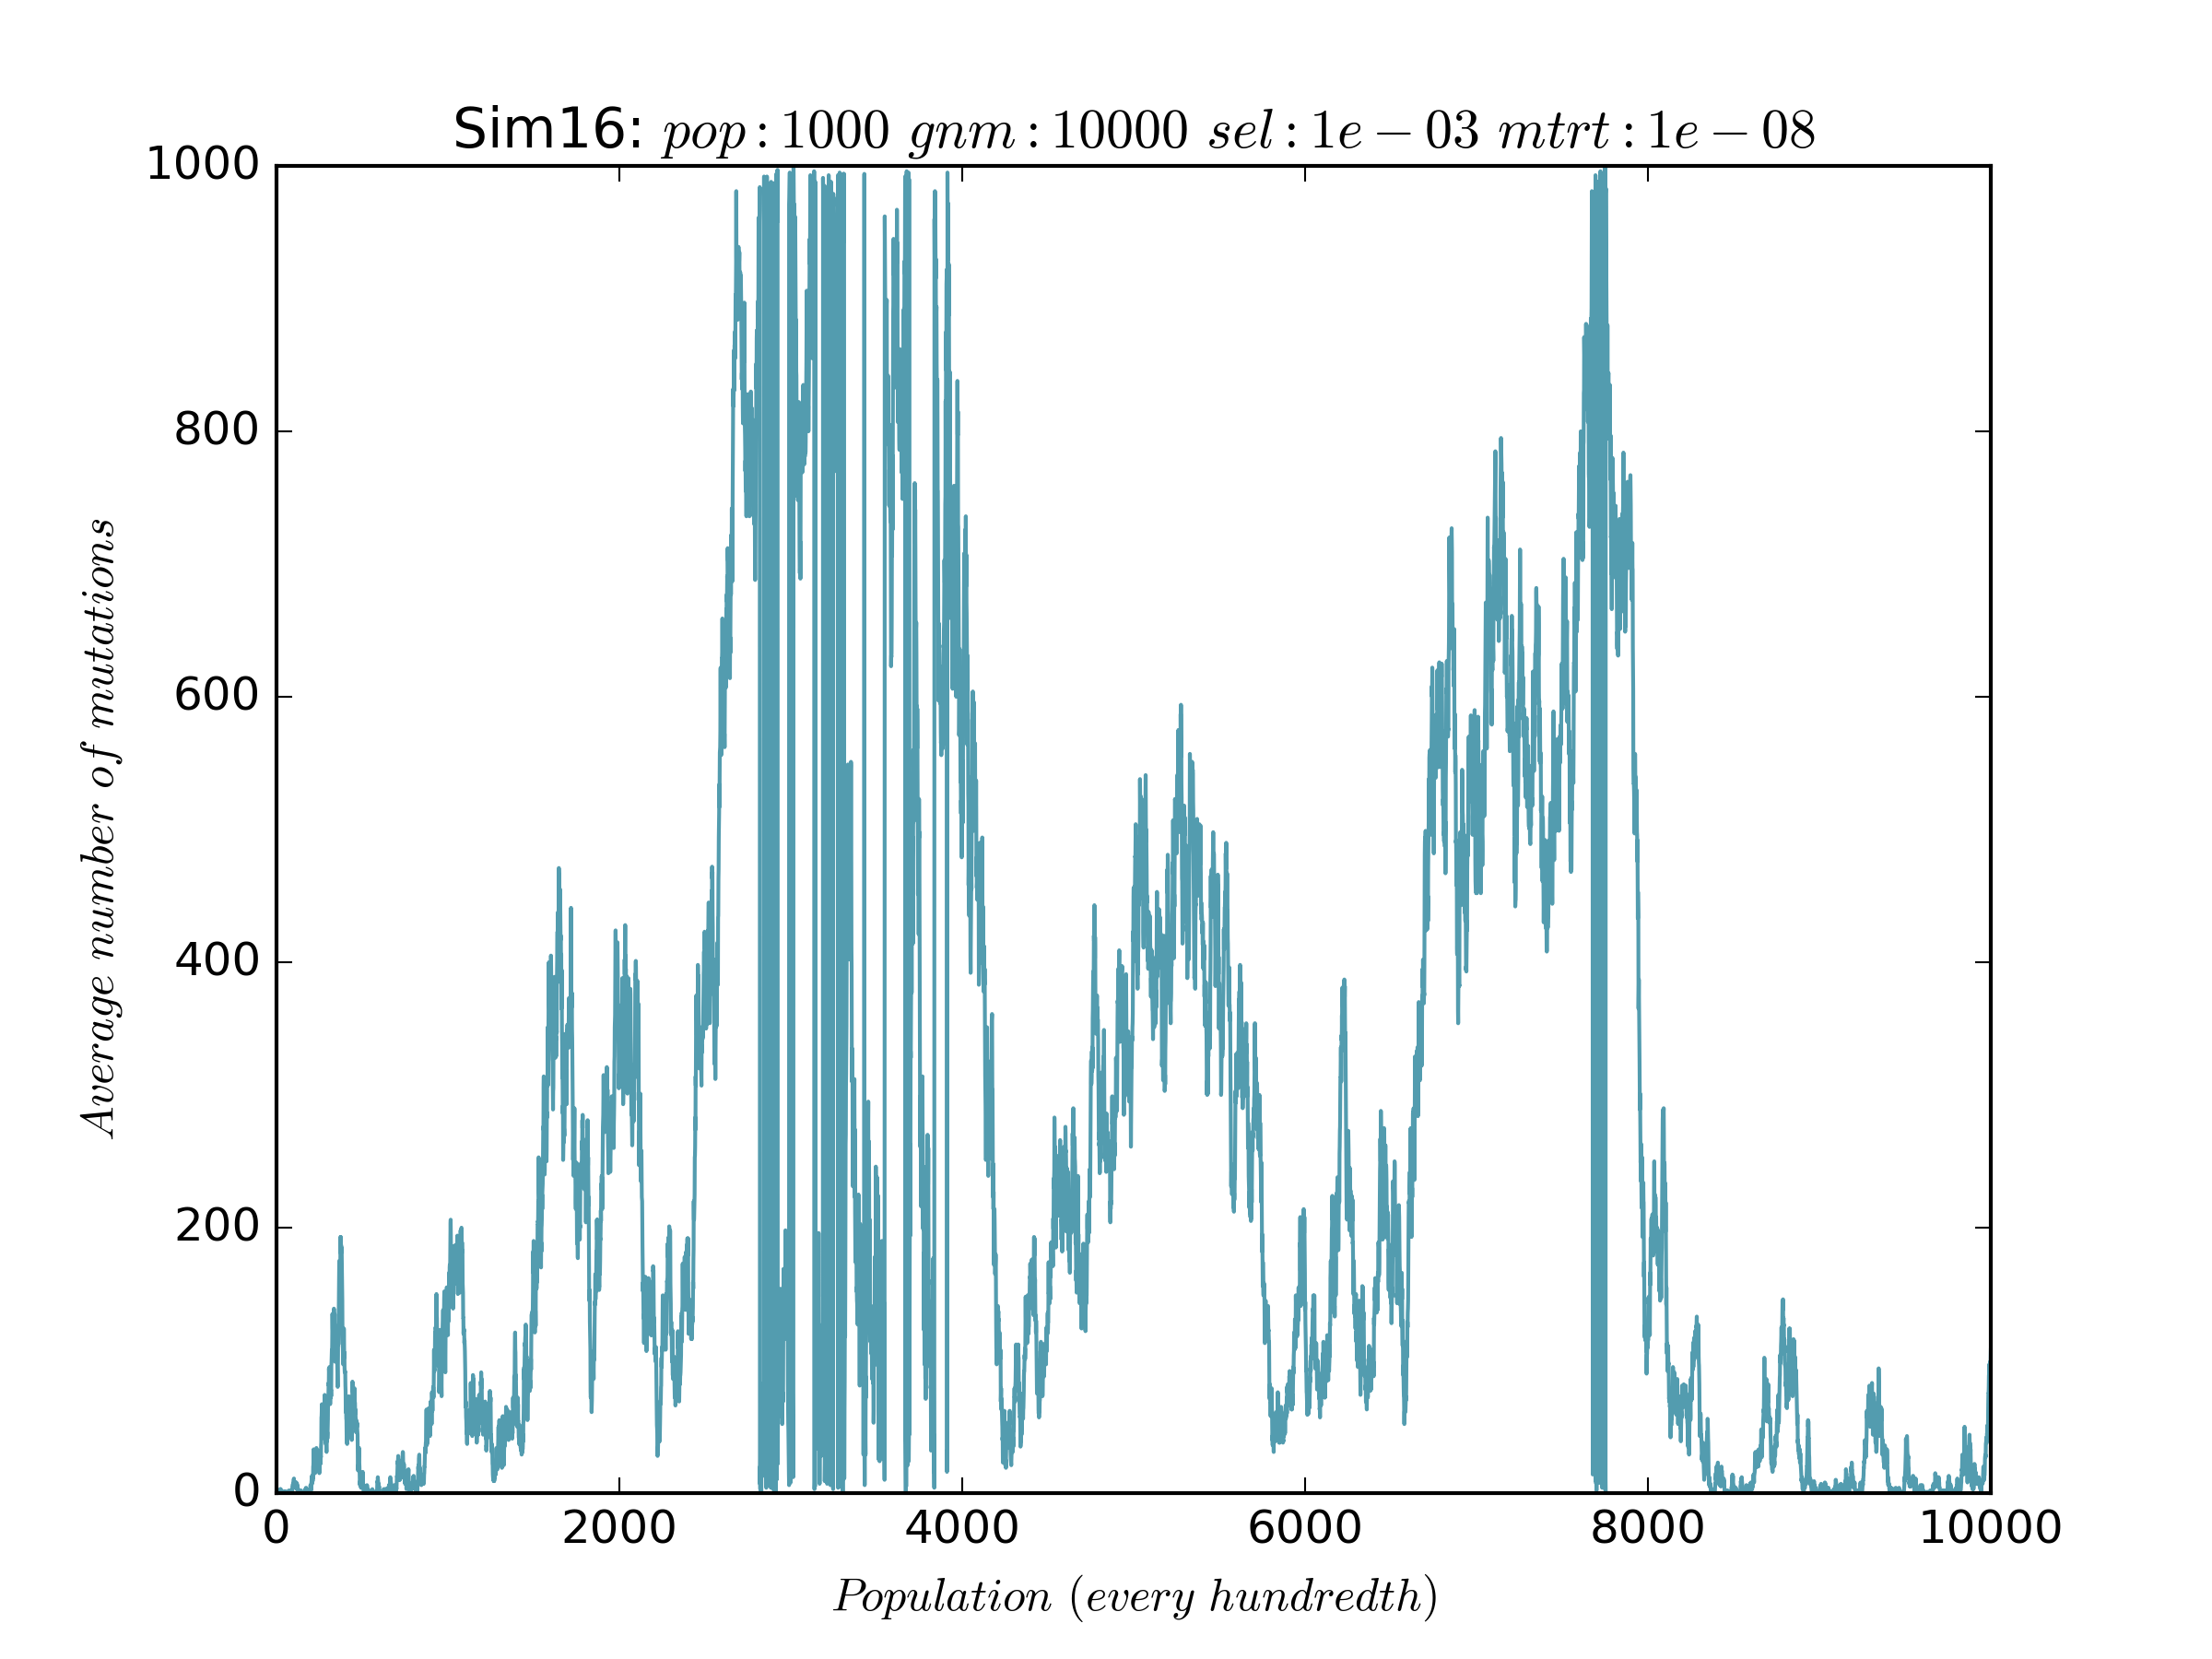 Sim16: pop : 1000 gnm : 10000 sel : 1e − 03 mtrt : 1e − 08
1000
800
600
400
200
0
Average number of mutations
0 2000 4000 6000 8000 10000
Population (every hundredth)